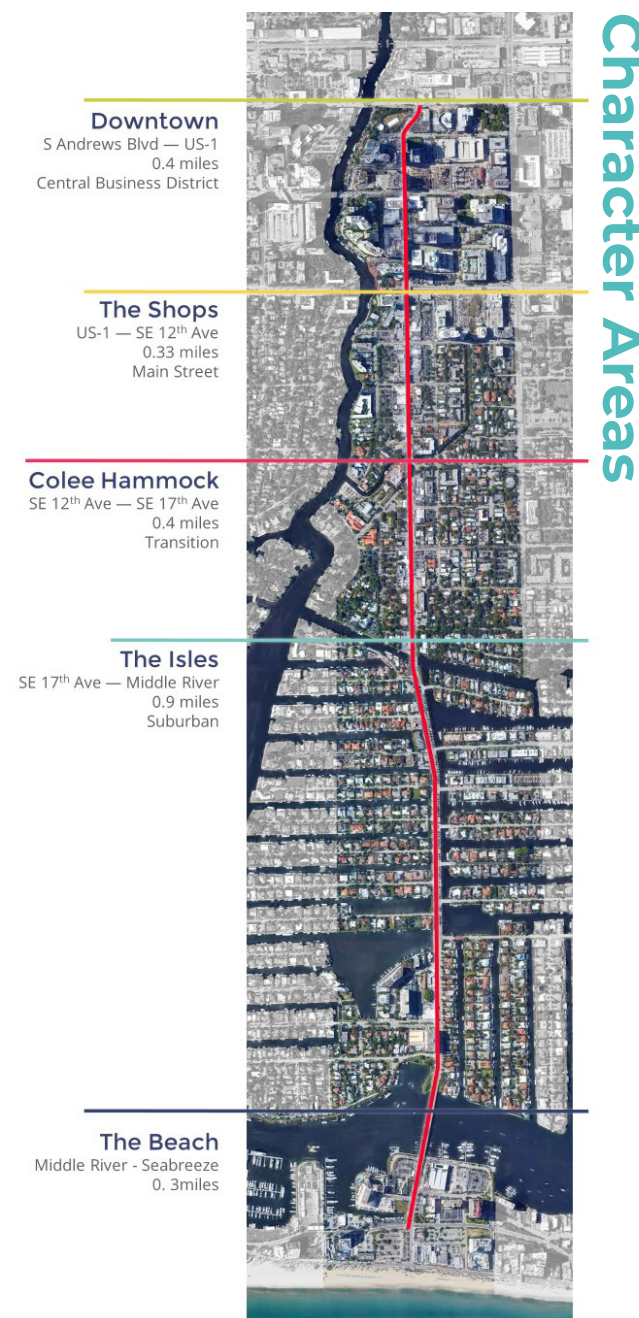 Character Areas
Downtown
S Andrews Blvd — US-1
0.4 miles
Central Business District
The Shops
US-1 — SE 12th Ave
0.33 miles
Main Street
Colee Hammock
SE 12th Ave — SE 17th Ave
0.4 miles
Transition
The Isles
SE 17th Ave — Middle River
0.9 miles
Suburban
The Beach
Middle River - Seabreeze
0. 3miles